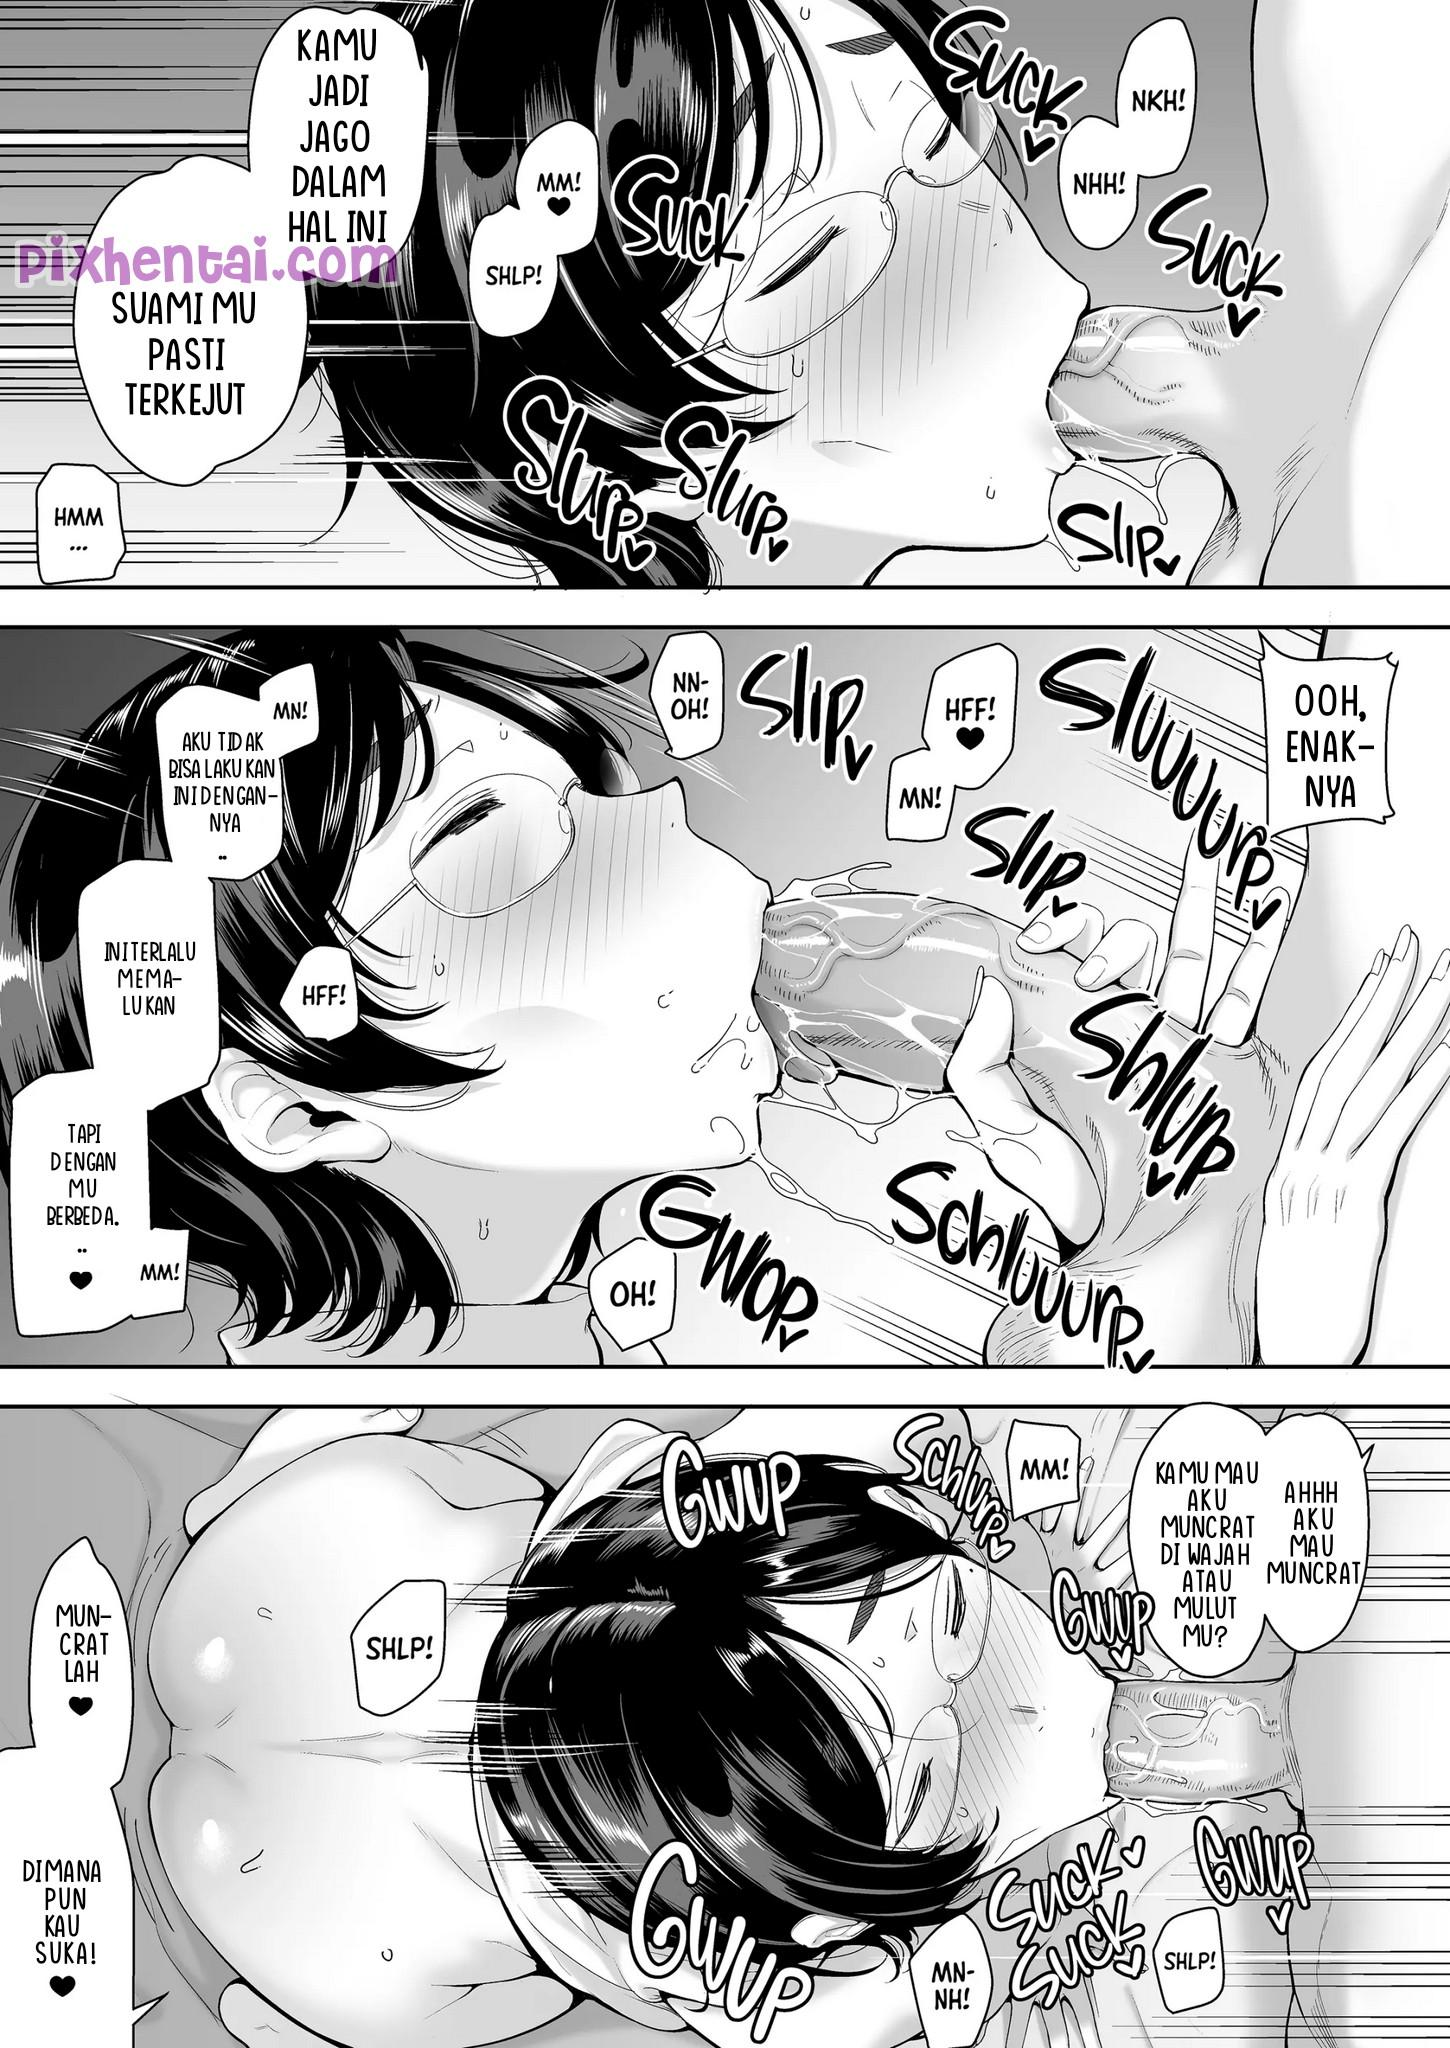 KAMU
JADI
JAGO
DALAM
HAL INI
pixhentai.com
SUAMI MU
PASTI
TERKEJUT
HMM
...
MM!
♥
SHLP!
SUCK
SUCK
NKH!
NHH!
SUCK
SLURP
SLURP
SLIP
MN!
AKU TIDAK
BISA LAKUKAN
INI DENGAN-
NYA
..
INI TERLALU
MEMA-
LUKAN
TAPI
DENGAN
MU
BERBEDA.
..
♥
MM!
HFF!
NN-
OH!
SLIP
HFF!
♥
MN!
SLIP
SLUUUURP
OOH,
ENAK-
NYA
SHLURP
SCHLUUURP
GWOP
OH!
MUN-
CRAT
LAH
♥
DIMANA
PUN
KAU
SUKA!
♥
SHLP!
GWUP
SCHLURP
MM!
AHHH
AKU
MAU
MUNCRAT
KAMU MAU
AKU
MUNCRAT
DI WAJAH
ATAU
MULUT
MU?
GWUP
GWUP
SUCK
SUCK
GWUP
MN-
NH!
SHLP!